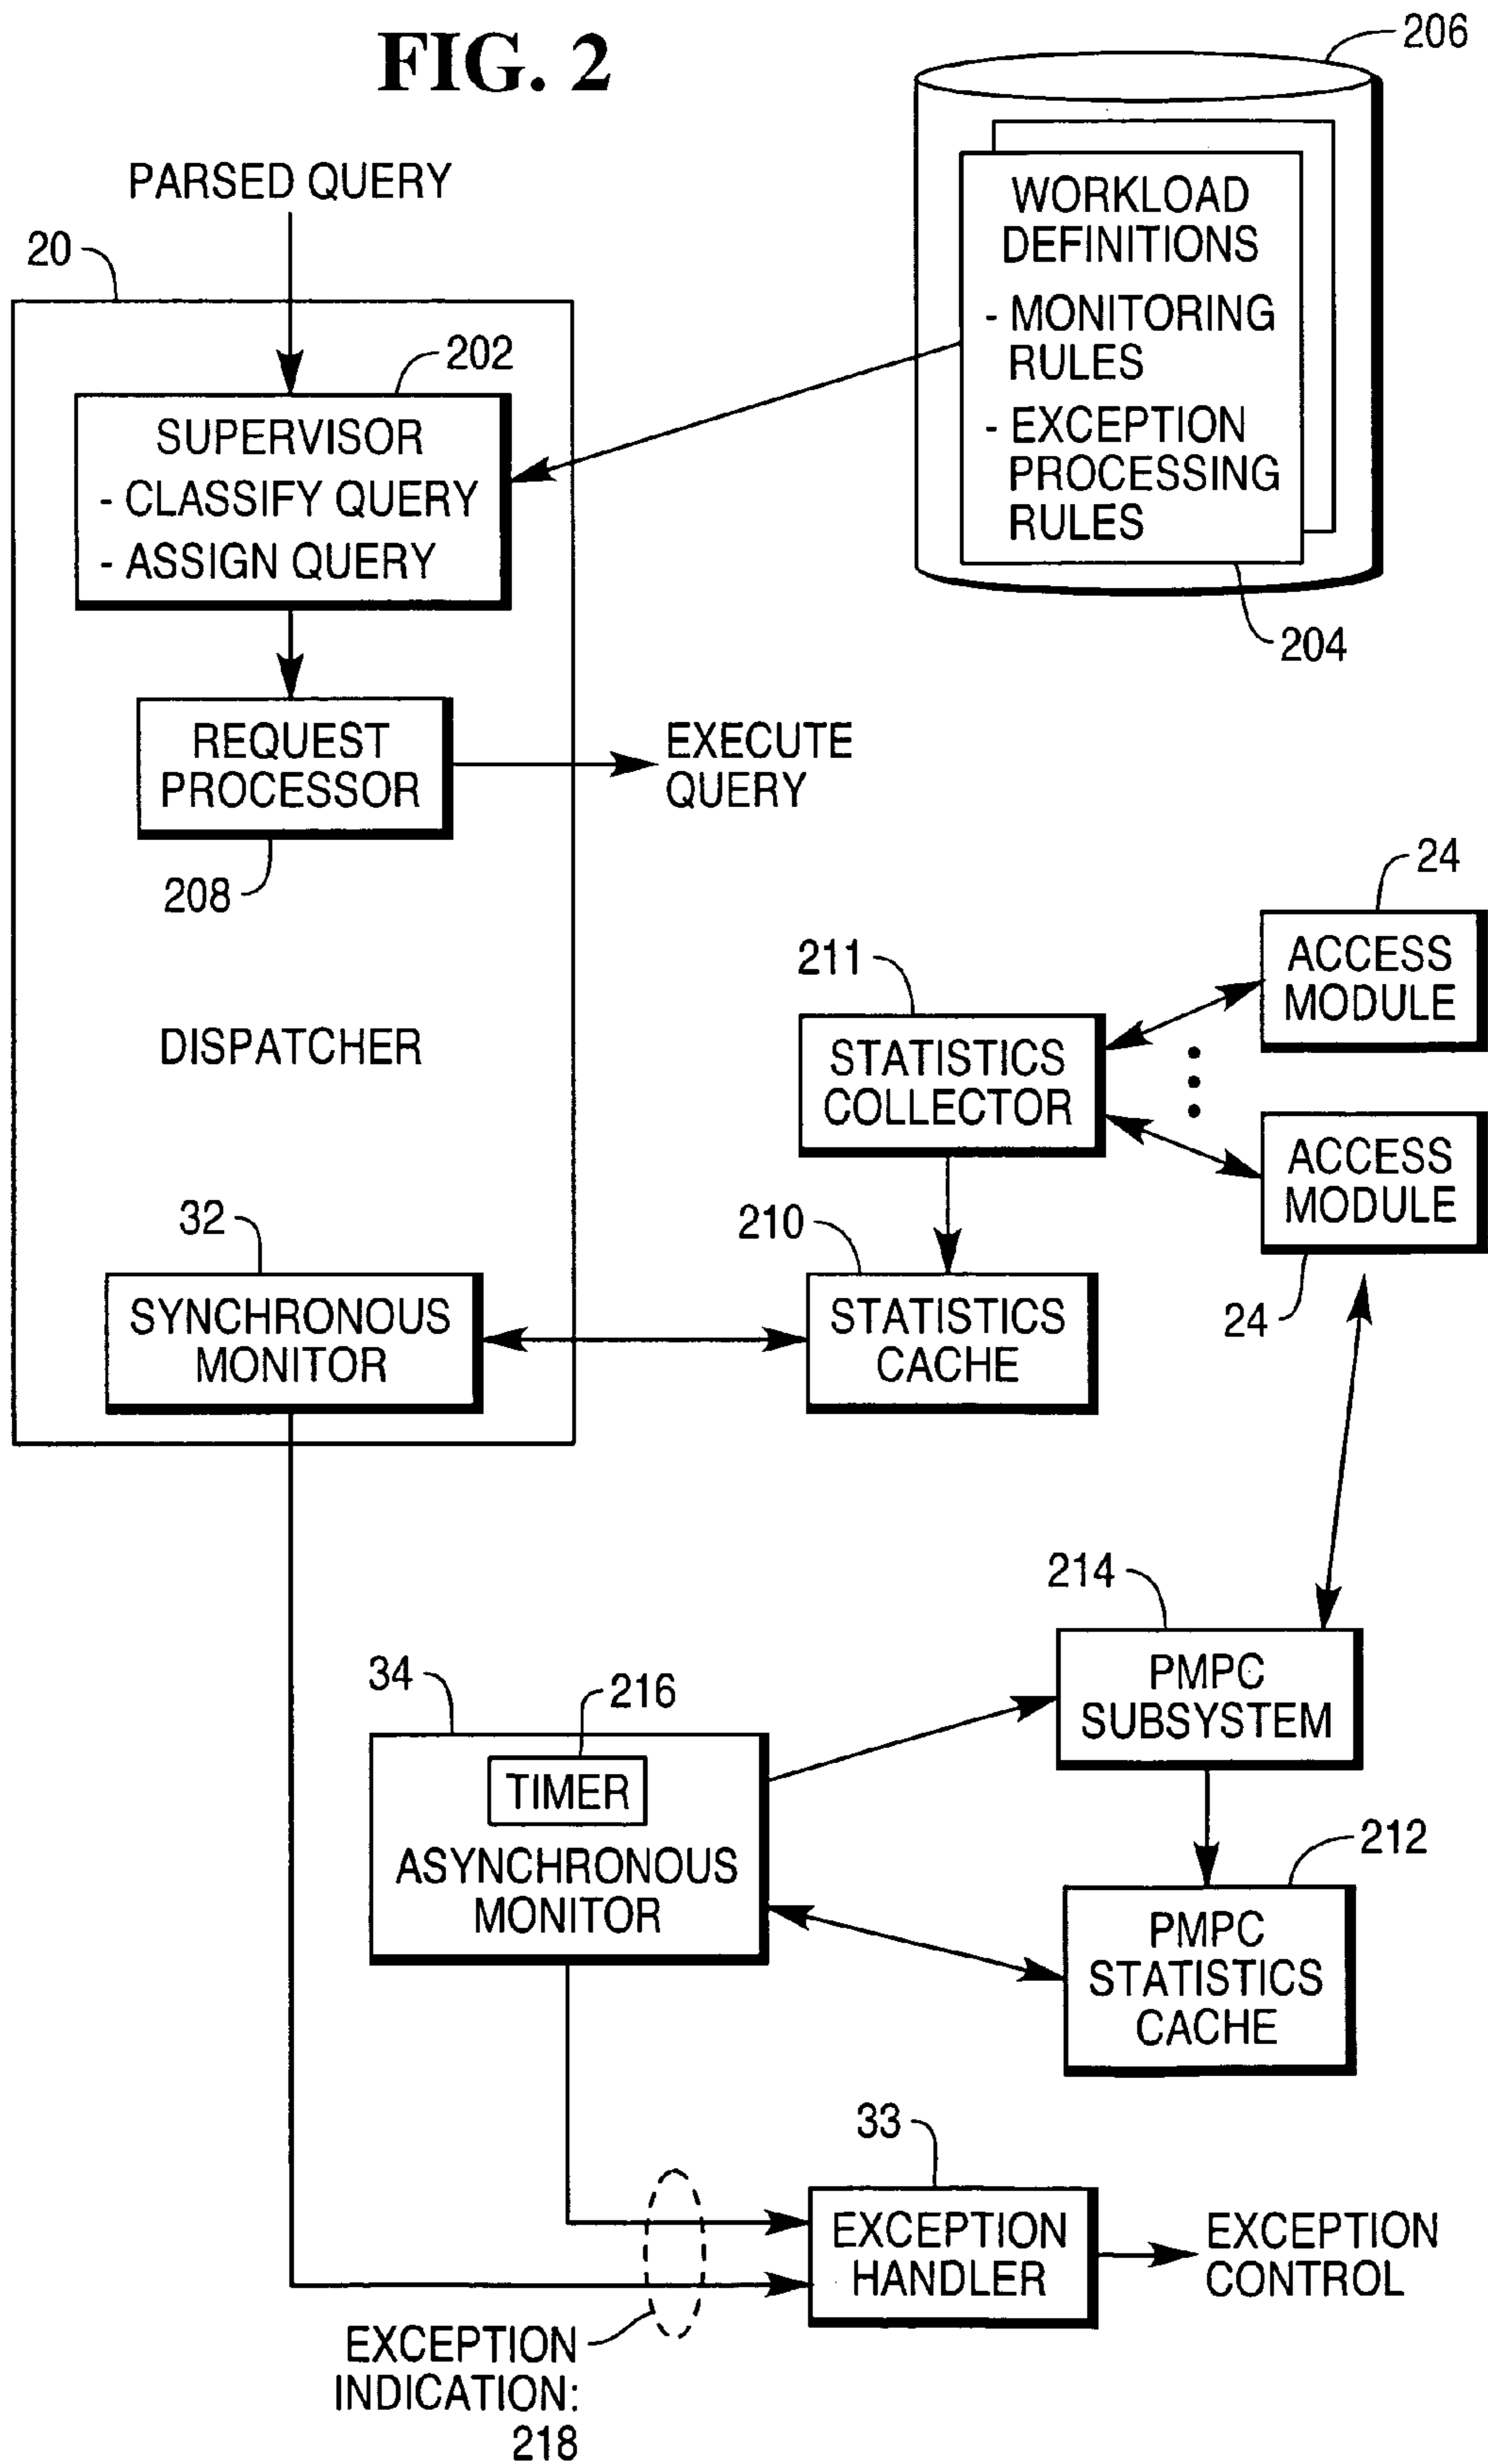 FIG. 2
206
PARSED QUERY
20
WORKLOAD
DEFINITIONS
- MONITORING
RULES
- EXCEPTION
PROCESSING
RULES
204
202
SUPERVISOR
- CLASSIFY QUERY
- ASSIGN QUERY
REQUEST
PROCESSOR
208
EXECUTE
QUERY
DISPATCHER
24
ACCESS
MODULE
211
STATISTICS
COLLECTOR
ACCESS
MODULE
24
32
SYNCHRONOUS
MONITOR
210
STATISTICS
CACHE
214
PMPC
SUBSYSTEM
34
216
TIMER
ASYNCHRONOUS
MONITOR
212
PMPC
STATISTICS
CACHE
33
EXCEPTION
HANDLER
EXCEPTION
CONTROL
EXCEPTION
INDICATION:
218